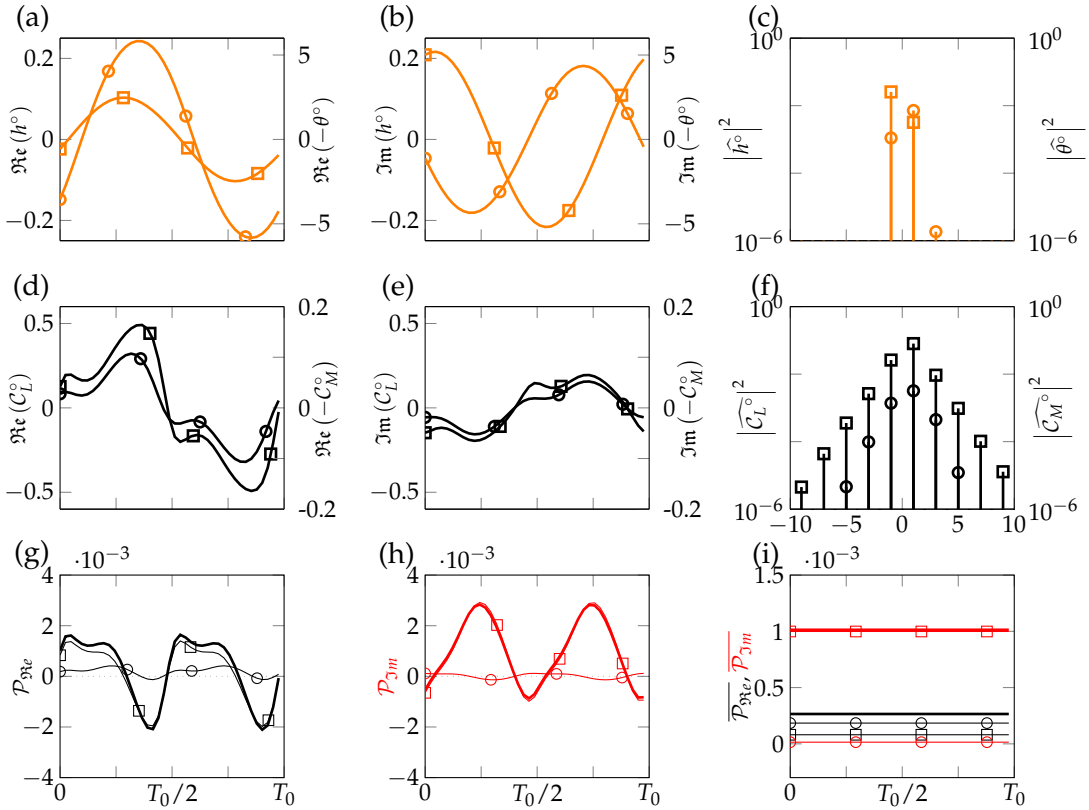 (a)
0.2
0
−0.2
ℜe (h°)
5
0
−5
ℜe (−θ°)
(b)
0.2
0
−0.2
ℑm (h°)
5
0
−5
ℑm (−θ°)
(c)
10^0
10^−6
|ĥ°|^2
10^0
10^−6
|θ̂°|^2
(d)
0.5
0
−0.5
ℜe (C_L°)
0.2
0
-0.2
ℜe (−C_M°)
(e)
0.5
0
−0.5
ℑm (C_L°)
0.2
0
-0.2
ℑm (−C_M°)
(f)
10^0
10^−6
|Ĉ_L°|^2
10^0
10^−6
|Ĉ_M°|^2
−10 −5 0 5 10
(g)
·10^−3
4
2
0
−2
−4
P_ℜe
0 T_0/2 T_0
(h)
·10^−3
4
2
0
−2
−4
P_ℑm
0 T_0/2 T_0
(i)
·10^−3
1.5
1
0.5
0
P̅_ℜe, P̅_ℑm
0 T_0/2 T_0